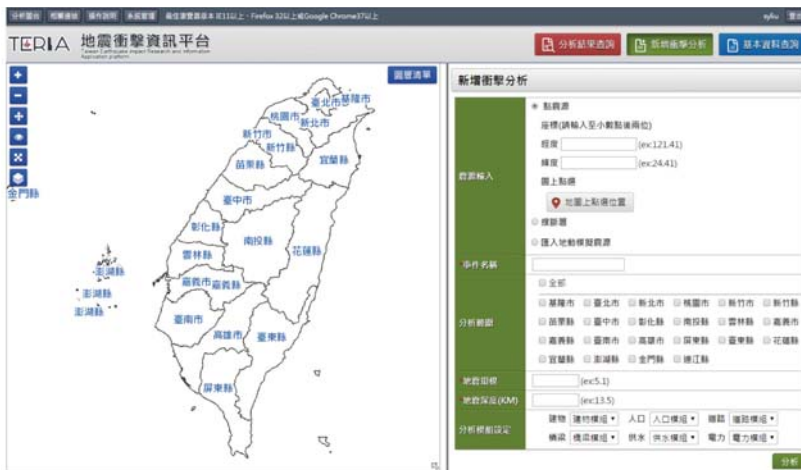 分析圖台 相關連結 操作說明 系統管理 最佳瀏覽器版本 IE11以上、Firefox 32以上或Google Chrome37以上 syku
TERIA 地震衝擊資訊平台
Taiwan Earthquake Impact Research and Information Application platform
分析結果查詢 新增衝擊分析 基本資料查詢
圖層清單
臺北市 基隆市
桃園市 新北市
新竹市
新竹縣
宜蘭縣
苗栗縣
金門縣
臺中市
彰化縣
南投縣
花蓮縣
雲林縣
澎湖縣
嘉義市 嘉義縣
澎湖縣
澎湖縣
臺南市
高雄市
臺東縣
屏東縣
新增衝擊分析
震源輸入
點震源
座標(請輸入至小數點後兩位)
經度 (ex:121.41)
緯度 (ex:24.41)
圖上點選
地圖上點選位置
線斷層
匯入地動模擬震源
*事件名稱
分析範圍
全部
基隆市 臺北市 新北市 桃園市 新竹市 新竹縣
苗栗縣 臺中市 彰化縣 南投縣 雲林縣 嘉義市
嘉義縣 臺南市 高雄市 屏東縣 臺東縣 花蓮縣
宜蘭縣 澎湖縣 金門縣 連江縣
*地震規模 (ex:5.1)
*地震深度(KM) (ex:13.5)
分析模組設定
建物 建物模組 人口 人口模組 道路 道路模組
橋梁 橋梁模組 供水 供水模組 電力 電力模組
分析